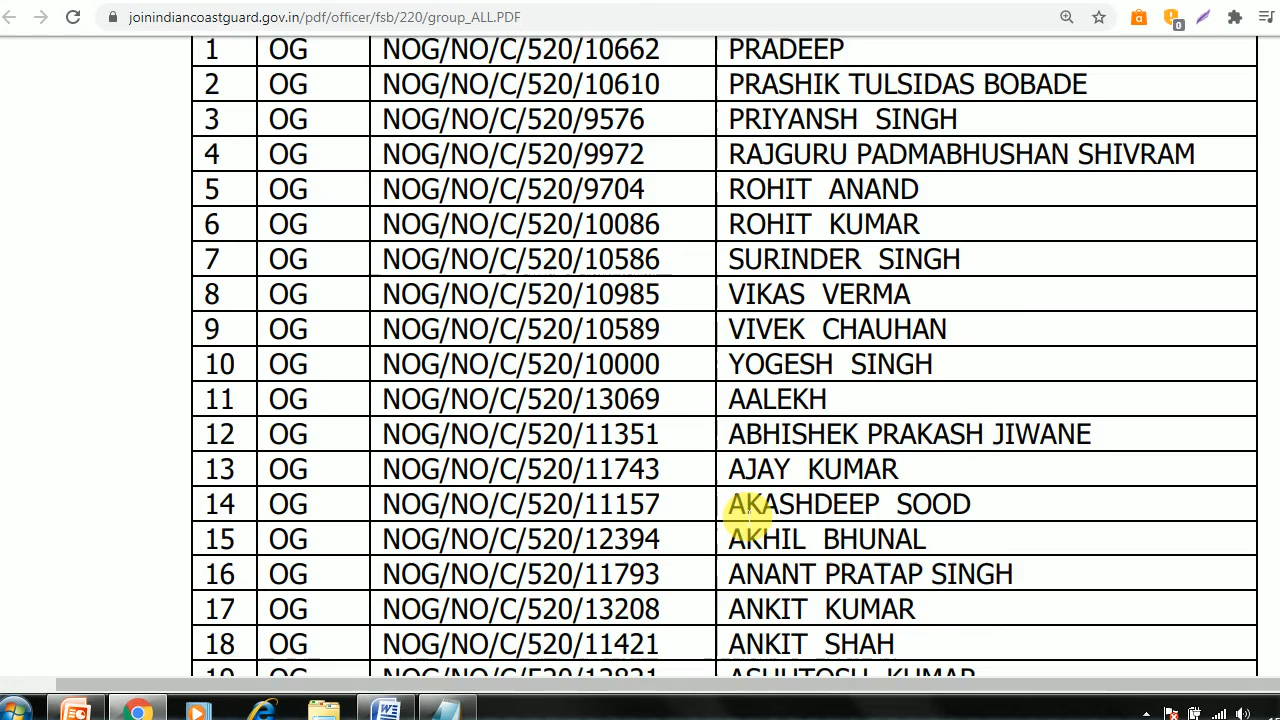 joinindiancoastguard.gov.in/pdf/officer/fsb/220/group_ALL.PDF
0
1 OG NOG/NO/C/520/10662 PRADEEP
2 OG NOG/NO/C/520/10610 PRASHIK TULSIDAS BOBADE
3 OG NOG/NO/C/520/9576 PRIYANSH SINGH
4 OG NOG/NO/C/520/9972 RAJGURU PADMABHUSHAN SHIVRAM
5 OG NOG/NO/C/520/9704 ROHIT ANAND
6 OG NOG/NO/C/520/10086 ROHIT KUMAR
7 OG NOG/NO/C/520/10586 SURINDER SINGH
8 OG NOG/NO/C/520/10985 VIKAS VERMA
9 OG NOG/NO/C/520/10589 VIVEK CHAUHAN
10 OG NOG/NO/C/520/10000 YOGESH SINGH
11 OG NOG/NO/C/520/13069 AALEKH
12 OG NOG/NO/C/520/11351 ABHISHEK PRAKASH JIWANE
13 OG NOG/NO/C/520/11743 AJAY KUMAR
14 OG NOG/NO/C/520/11157 AKASHDEEP SOOD
15 OG NOG/NO/C/520/12394 AKHIL BHUNAL
16 OG NOG/NO/C/520/11793 ANANT PRATAP SINGH
17 OG NOG/NO/C/520/13208 ANKIT KUMAR
18 OG NOG/NO/C/520/11421 ANKIT SHAH
19 OG ASHUTOSH KUMAR